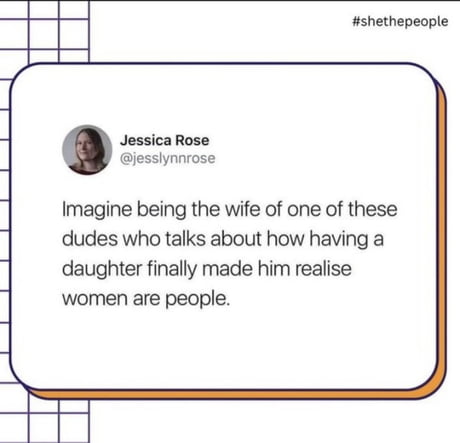 #shethepeople
Jessica Rose
@jesslynnrose
Imagine being the wife of one of these
dudes who talks about how having a
daughter finally made him realise
women are people.